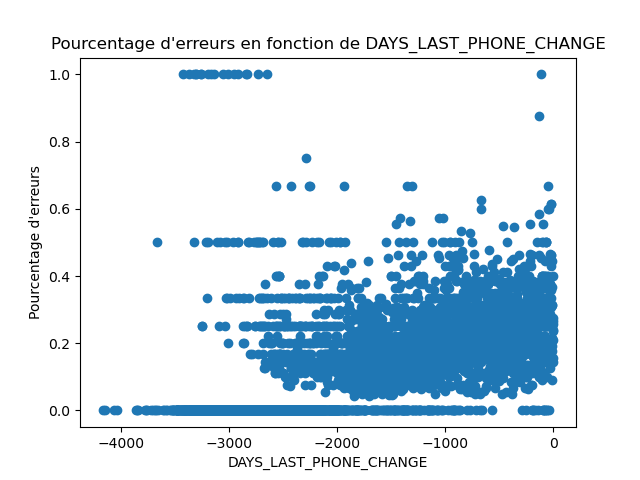 Pourcentage d'erreurs en fonction de DAYS_LAST_PHONE_CHANGE
1.0
0.8
0.6
0.4
0.2
0.0
Pourcentage d'erreurs
−4000 −3000 −2000 −1000 0
DAYS_LAST_PHONE_CHANGE